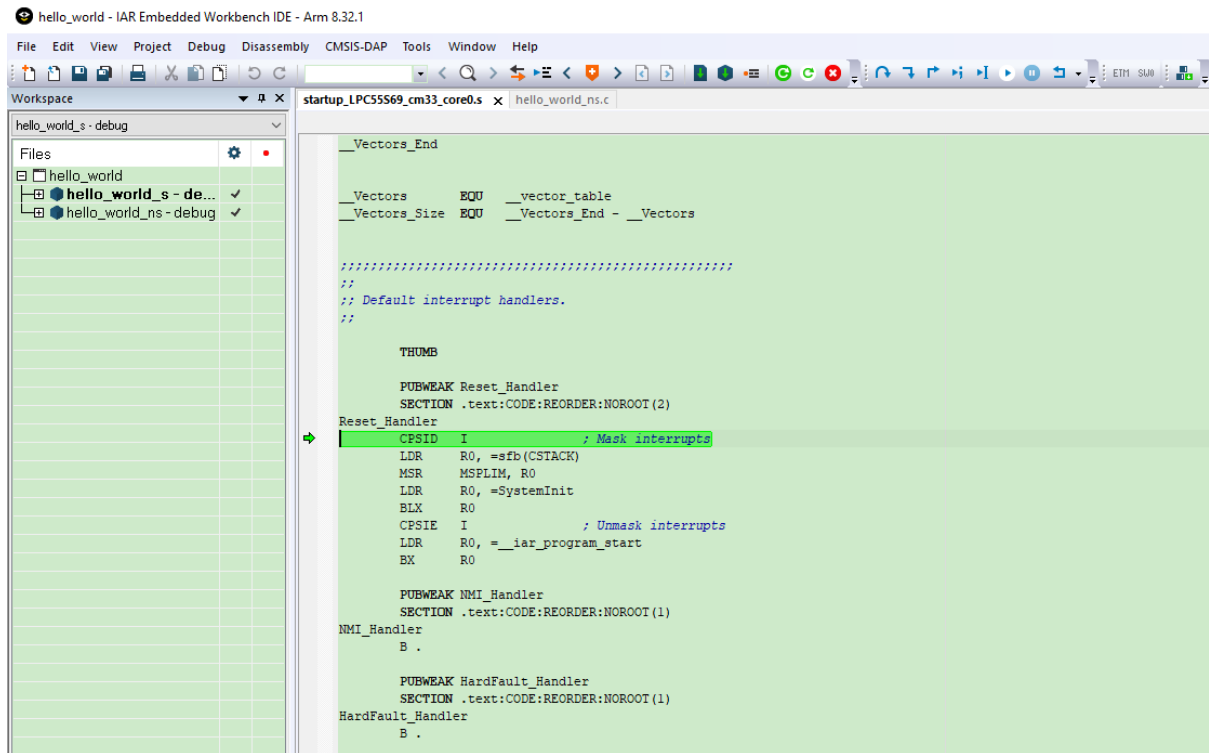 hello_world - IAR Embedded Workbench IDE - Arm 8.32.1
File Edit View Project Debug Disassembly CMSIS-DAP Tools Window Help
ETM SWO
Workspace
startup_LPC55S69_cm33_core0.s x hello_world_ns.c
hello_world_s - debug
Files
hello_world
hello_world_s - de...
hello_world_ns - debug
__Vectors_End
__Vectors EQU __vector_table
__Vectors_Size EQU __Vectors_End - __Vectors
;;;;;;;;;;;;;;;;;;;;;;;;;;;;;;;;;;;;;;;;;;;;;;;;;;;;
;;
;; Default interrupt handlers.
;;
THUMB
PUBWEAK Reset_Handler
SECTION .text:CODE:REORDER:NOROOT(2)
Reset_Handler
CPSID I ; Mask interrupts
LDR R0, =sfb(CSTACK)
MSR MSPLIM, R0
LDR R0, =SystemInit
BLX R0
CPSIE I ; Unmask interrupts
LDR R0, =__iar_program_start
BX R0
PUBWEAK NMI_Handler
SECTION .text:CODE:REORDER:NOROOT(1)
NMI_Handler
B .
PUBWEAK HardFault_Handler
SECTION .text:CODE:REORDER:NOROOT(1)
HardFault_Handler
B .